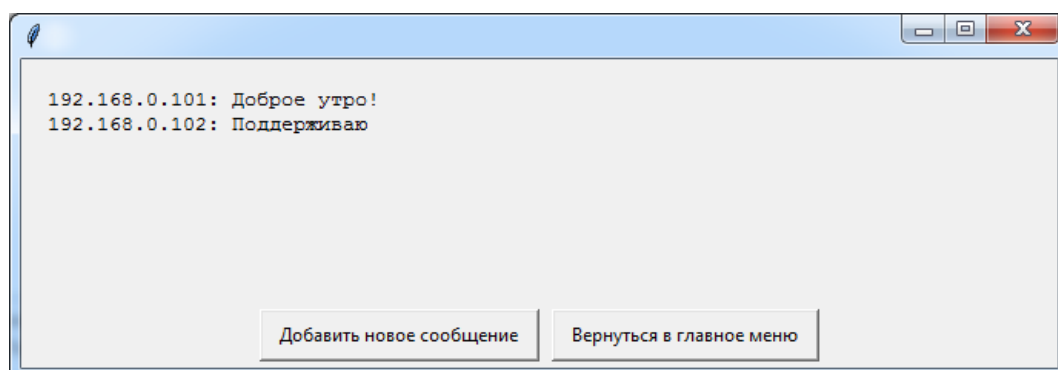 192.168.0.101: Доброе утро!
192.168.0.102: Поддерживаю
Добавить новое сообщение
Вернуться в главное меню